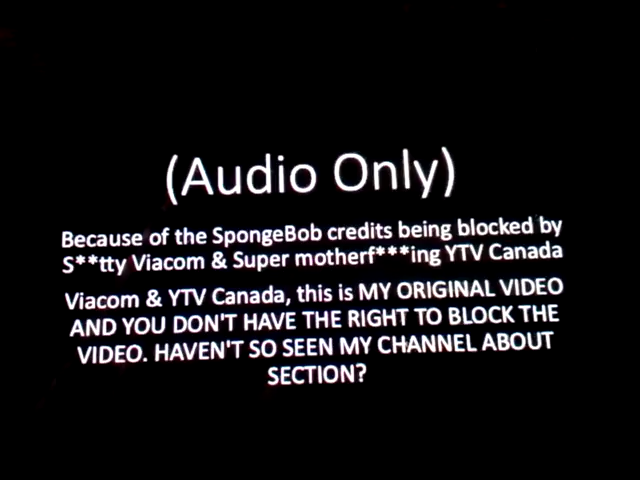 (Audio Only)
Because of the SpongeBob credits being blocked by
S**tty Viacom & Super motherf***ing YTV Canada
Viacom & YTV Canada, this is MY ORIGINAL VIDEO
AND YOU DON'T HAVE THE RIGHT TO BLOCK THE
VIDEO. HAVEN'T SO SEEN MY CHANNEL ABOUT
SECTION?